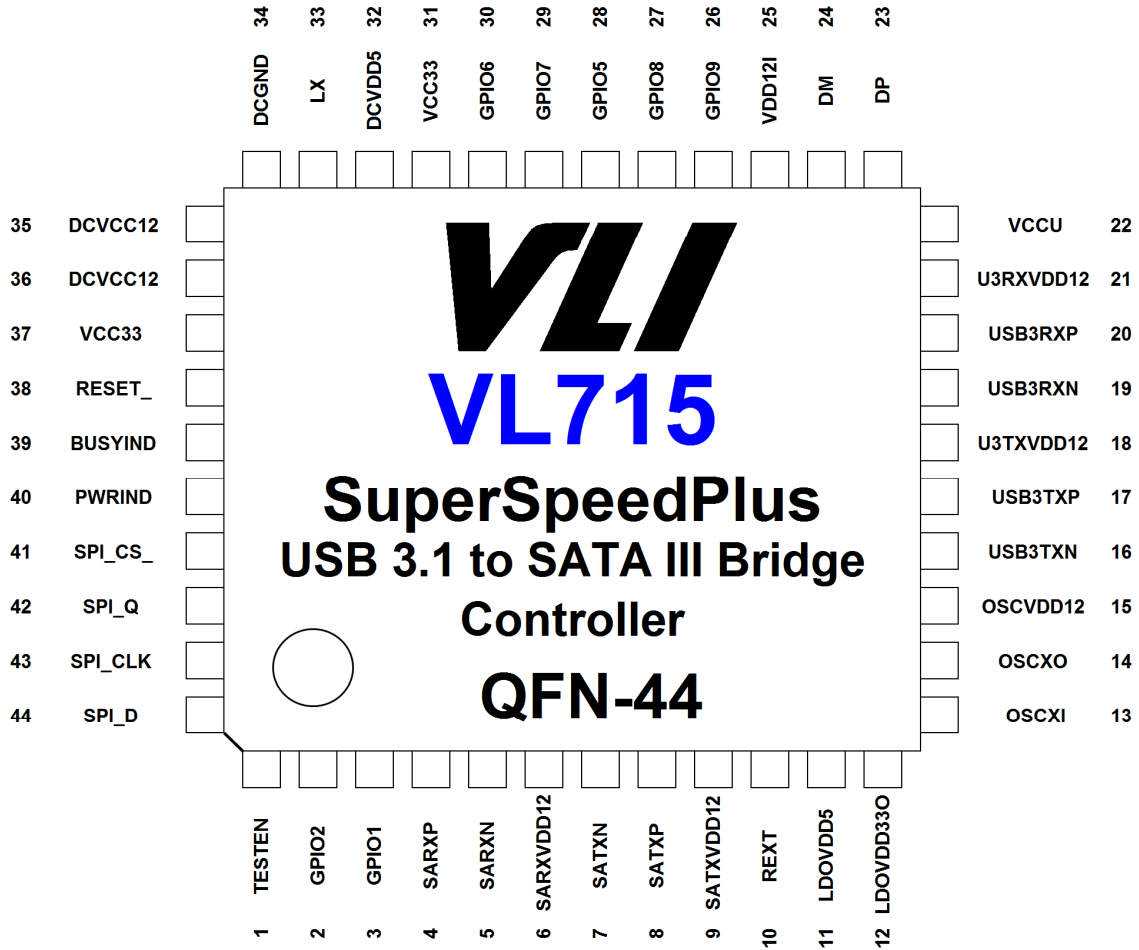 34 33 32 31 30 29 28 27 26 25 24 23
DCGND LX DCVDD5 VCC33 GPIO6 GPIO7 GPIO5 GPIO8 GPIO9 VDD12I DM DP
35 DCVCC12
36 DCVCC12
37 VCC33
38 RESET_
39 BUSYIND
40 PWRIND
41 SPI_CS_
42 SPI_Q
43 SPI_CLK
44 SPI_D
VLI
VL715
SuperSpeedPlus
USB 3.1 to SATA III Bridge
Controller
QFN-44
VCCU 22
U3RXVDD12 21
USB3RXP 20
USB3RXN 19
U3TXVDD12 18
USB3TXP 17
USB3TXN 16
OSCVDD12 15
OSCXO 14
OSCXI 13
TESTEN GPIO2 GPIO1 SARXP SARXN SARXVDD12 SATXN SATXP SATXVDD12 REXT LDOVDD5 LDOVDD33O
1 2 3 4 5 6 7 8 9 10 11 12